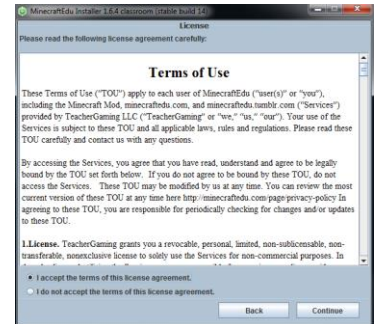 MinecraftEdu Installer 1.6.4 classroom (stable build 14)
License
Please read the following license agreement carefully:
Terms of Use
These Terms of Use ("TOU") apply to each user of MinecraftEdu ("user(s)" or "you"),
including the Minecraft Mod, minecraftedu.com, and minecraftedu.tumblr.com ("Services")
provided by TeacherGaming LLC ("TeacherGaming" or "we," "us," "our"). Your use of the
Services is subject to these TOU and all applicable laws, rules and regulations. Please read these
TOU carefully and contact us with any questions.
By accessing the Services, you agree that you have read, understand and agree to be legally
bound by the TOU set forth below. If you do not agree to be bound by these TOU, do not
access the Services. These TOU may be modified by us at any time. You can review the most
current version of these TOU at any time here http://minecraftedu.com/page/privacy-policy In
agreeing to these TOU, you are responsible for periodically checking for changes and/or updates
to these TOU.
1.License. TeacherGaming grants you a revocable, personal, limited, non-sublicensable, non-
transferable, nonexclusive license to solely use the Services for non-commercial purposes. In
I accept the terms of this license agreement.
I do not accept the terms of this license agreement.
Back Continue